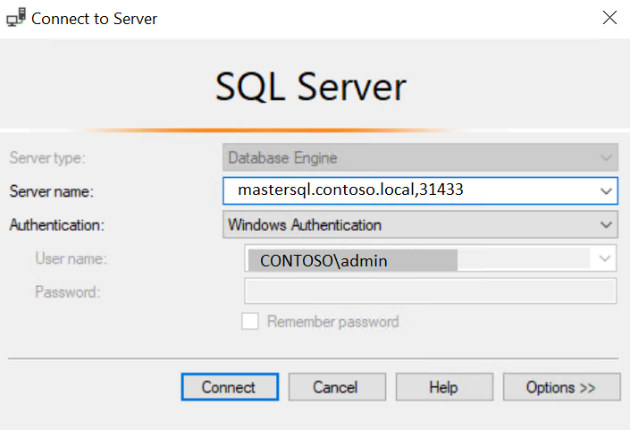 Connect to Server
SQL Server
Server type: Database Engine
Server name: mastersql.contoso.local,31433
Authentication: Windows Authentication
User name: CONTOSO\admin
Password:
Remember password
Connect Cancel Help Options >>